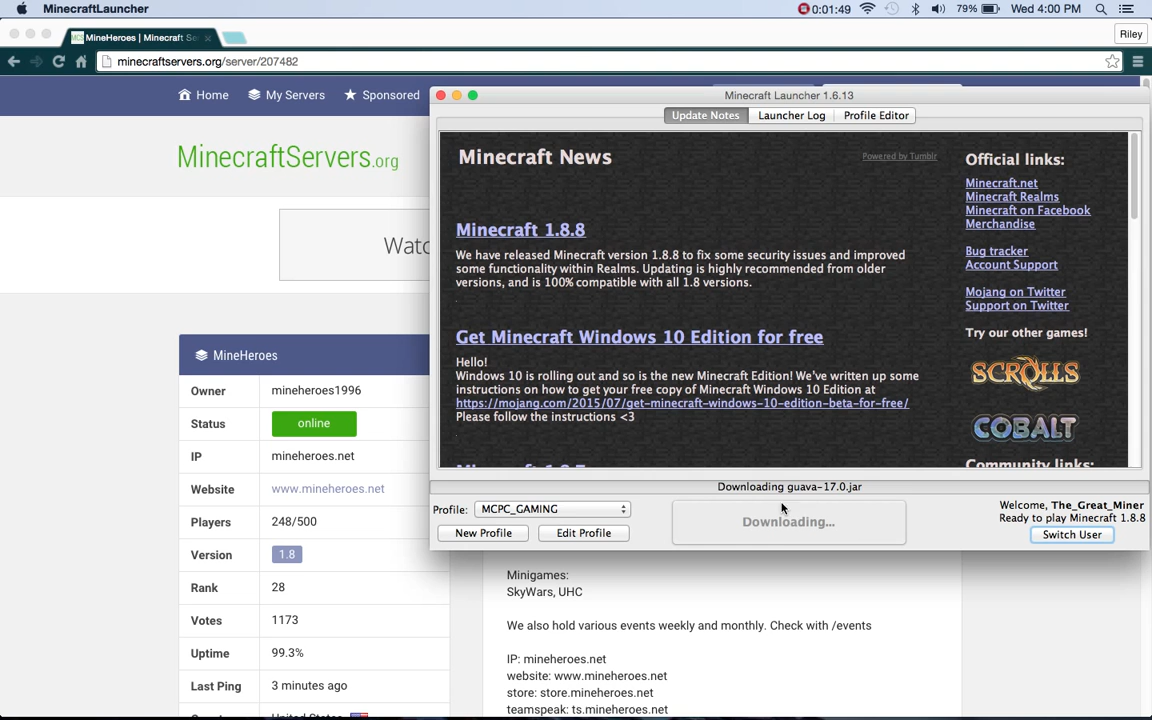 MinecraftLauncher
0:01:49
79%
Wed 4:00 PM
MineHeroes | Minecraft Se
Riley
minecraftservers.org/server/207482
Home
My Servers
Sponsored
MinecraftServers.org
Watc
MineHeroes
Owner mineheroes1996
Status online
IP mineheroes.net
Website www.mineheroes.net
Players 248/500
Version 1.8
Rank 28
Votes 1173
Uptime 99.3%
Last Ping 3 minutes ago
United States
Minecraft Launcher 1.6.13
Update Notes
Launcher Log
Profile Editor
Minecraft News
Powered by Tumblr
Minecraft 1.8.8
We have released Minecraft version 1.8.8 to fix some security issues and improved
some functionality within Realms. Updating is highly recommended from older
versions, and is 100% compatible with all 1.8 versions.
Get Minecraft Windows 10 Edition for free
Hello!
Windows 10 is rolling out and so is the new Minecraft Edition! We've written up some
instructions on how to get your free copy of Minecraft Windows 10 Edition at
https://mojang.com/2015/07/get-minecraft-windows-10-edition-beta-for-free/
Please follow the instructions <3
Official links:
Minecraft.net
Minecraft Realms
Minecraft on Facebook
Merchandise
Bug tracker
Account Support
Mojang on Twitter
Support on Twitter
Try our other games!
SCROLLS
COBALT
Community links:
Downloading guava-17.0.jar
Profile: MCPC_GAMING
New Profile
Edit Profile
Downloading...
Welcome, The_Great_Miner
Ready to play Minecraft 1.8.8
Switch User
Minigames:
SkyWars, UHC
We also hold various events weekly and monthly. Check with /events
IP: mineheroes.net
website: www.mineheroes.net
store: store.mineheroes.net
teamspeak: ts.mineheroes.net